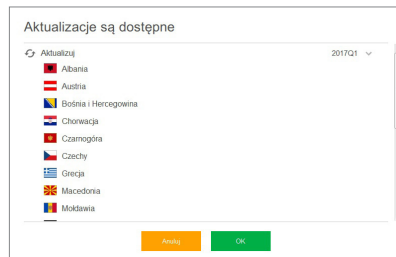 Aktualizacje są dostępne
Aktualizuj 2017Q1
Albania
Austria
Bośnia i Hercegowina
Chorwacja
Czarnogóra
Czechy
Grecja
Macedonia
Mołdawia
Anuluj OK